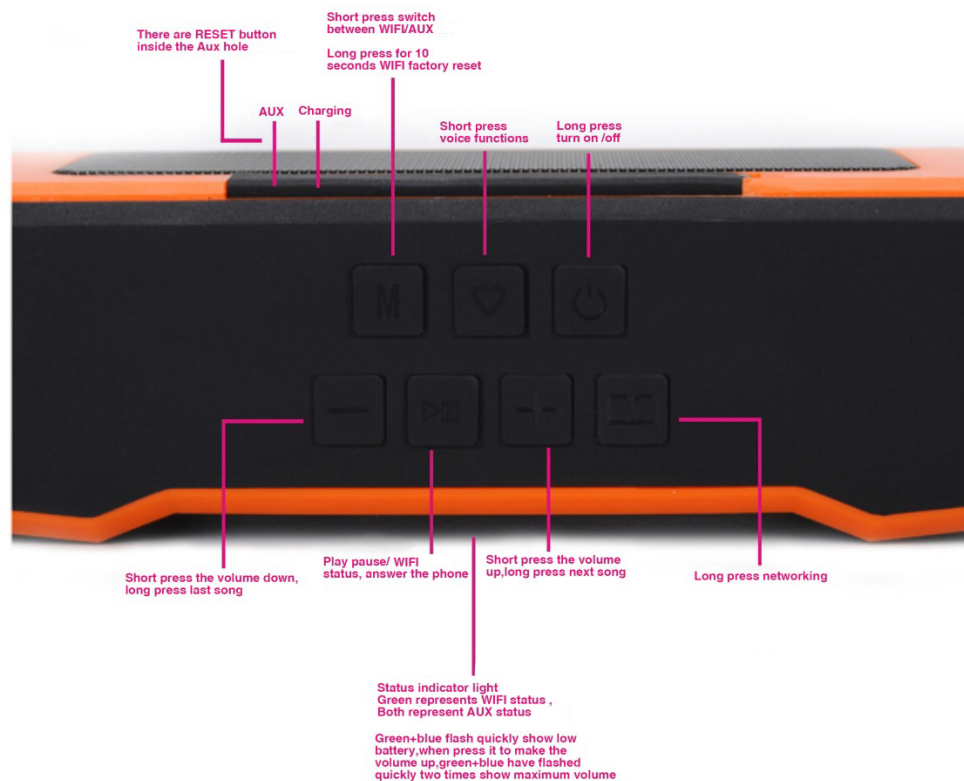 There are RESET button
inside the Aux hole
Short press switch
between WIFI/AUX
Long press for 10
seconds WIFI factory reset
AUX
Charging
Short press
voice functions
Long press
turn on /off
M
Short press the volume down,
long press last song
Play pause/ WIFI
status, answer the phone
Short press the volume
up,long press next song
Long press networking
Status indicator light
Green represents WIFI status ,
Both represent AUX status
Green+blue flash quickly show low
battery,when press it to make the
volume up,green+blue have flashed
quickly two times show maximum volume